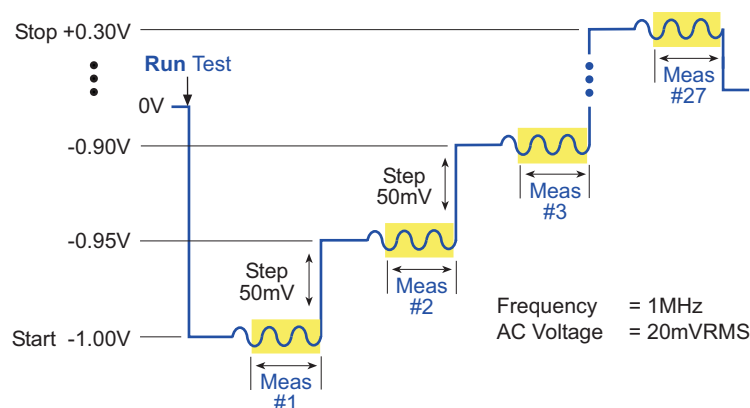 Stop +0.30V
Run Test
0V
-0.90V
-0.95V
Start -1.00V
Step
50mV
Step
50mV
Meas
#1
Meas
#2
Meas
#3
Meas
#27
Frequency = 1MHz
AC Voltage = 20mVRMS